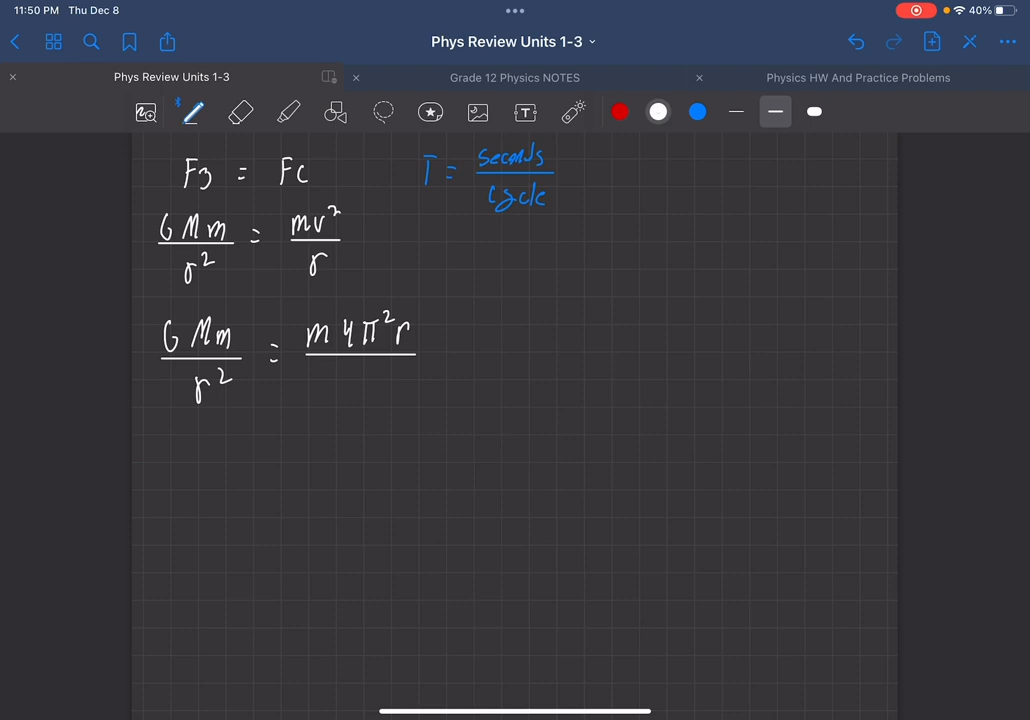 11:50 PM Thu Dec 8
40%
Phys Review Units 1-3
Phys Review Units 1-3
Grade 12 Physics NOTES
Physics HW And Practice Problems
T
Fg = Fc
T = seconds / cycle
GMm / r² = mv² / r
GMm / r² = m4π²r